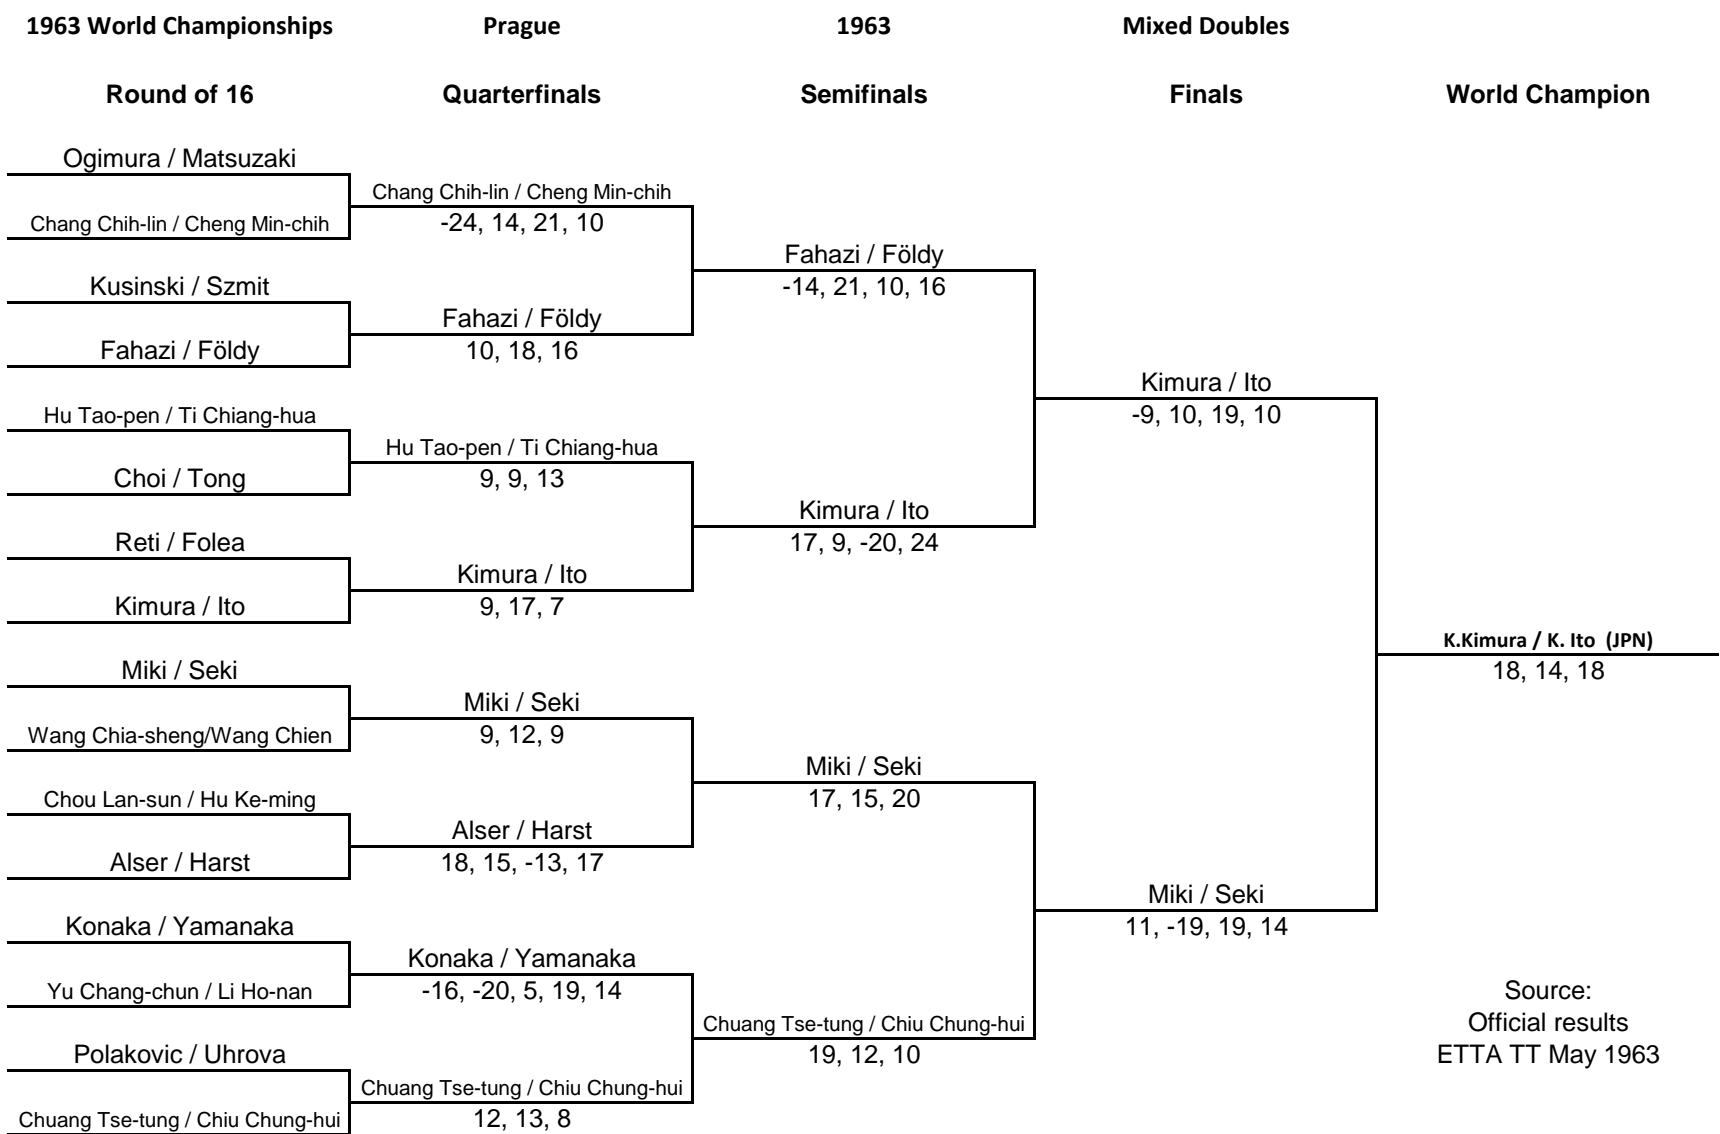 1963 World Championships Prague 1963 Mixed Doubles
Round of 16 Quarterfinals Semifinals Finals World Champion
Ogimura / Matsuzaki
Chang Chih-lin / Cheng Min-chih
Chang Chih-lin / Cheng Min-chih
-24, 14, 21, 10
Fahazi / Földy
-14, 21, 10, 16
Kusinski / Szmit
Fahazi / Földy
Fahazi / Földy
10, 18, 16
Kimura / Ito
-9, 10, 19, 10
Hu Tao-pen / Ti Chiang-hua
Choi / Tong
Hu Tao-pen / Ti Chiang-hua
9, 9, 13
Kimura / Ito
17, 9, -20, 24
Reti / Folea
Kimura / Ito
Kimura / Ito
9, 17, 7
K.Kimura / K. Ito (JPN)
18, 14, 18
Miki / Seki
Wang Chia-sheng/Wang Chien
Miki / Seki
9, 12, 9
Miki / Seki
17, 15, 20
Chou Lan-sun / Hu Ke-ming
Alser / Harst
Alser / Harst
18, 15, -13, 17
Miki / Seki
11, -19, 19, 14
Konaka / Yamanaka
Yu Chang-chun / Li Ho-nan
Konaka / Yamanaka
-16, -20, 5, 19, 14
Chuang Tse-tung / Chiu Chung-hui
19, 12, 10
Polakovic / Uhrova
Chuang Tse-tung / Chiu Chung-hui
Chuang Tse-tung / Chiu Chung-hui
12, 13, 8
Source:
Official results
ETTA TT May 1963